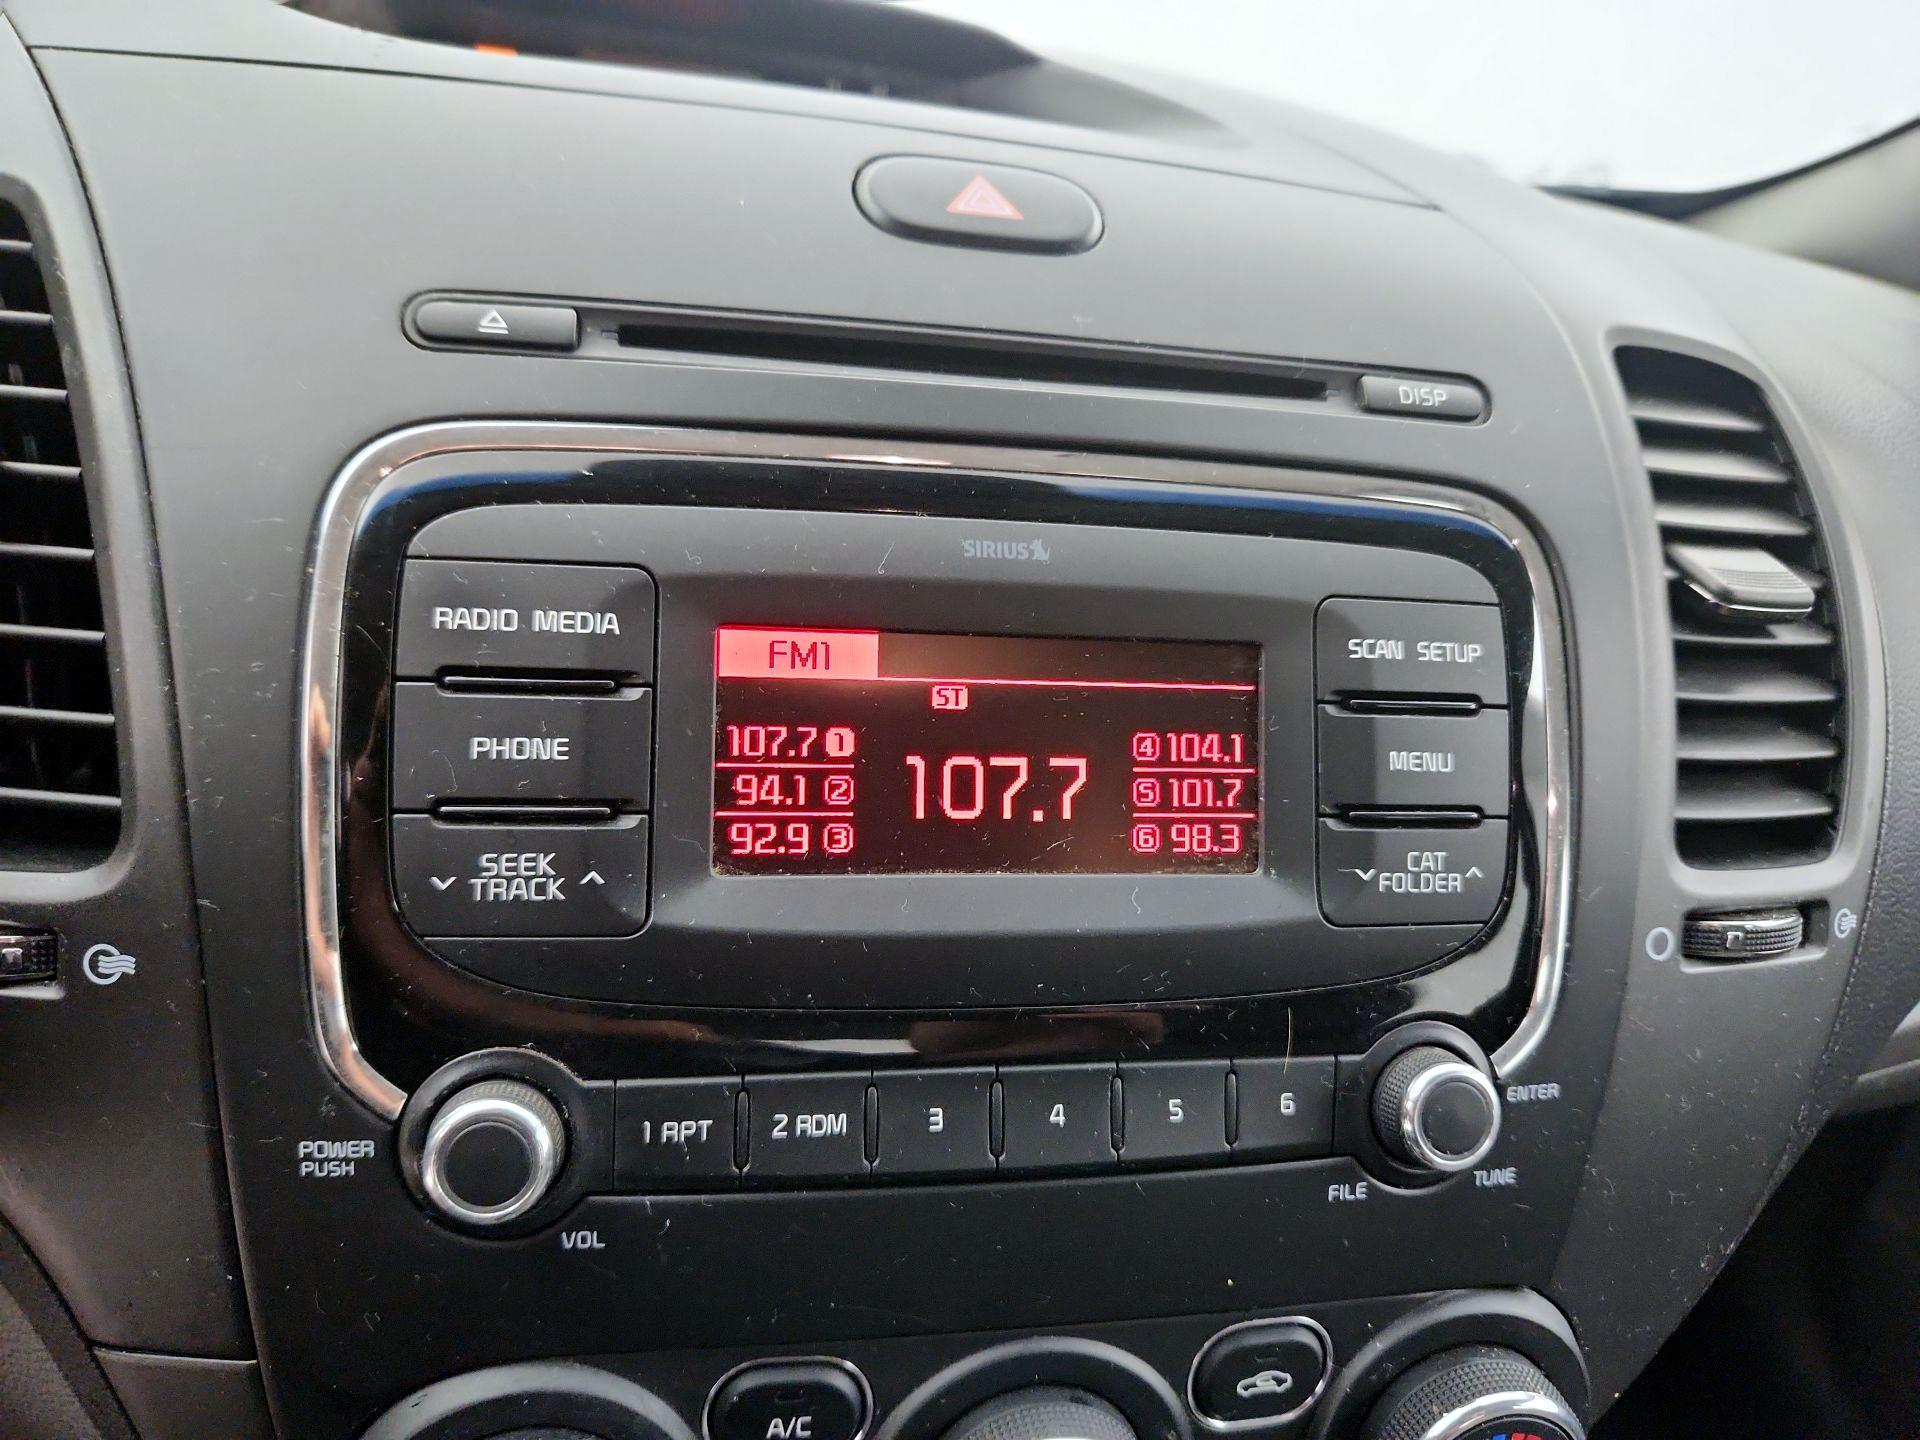 DISP
SIRIUS
RADIO MEDIA
PHONE
SEEK
TRACK
FM1
ST
107.7 1
94.1 2
92.9 3
107.7
4 104.1
5 101.7
6 98.3
SCAN SETUP
MENU
CAT
FOLDER
POWER
PUSH
VOL
1 RPT
2 RDM
3
4
5
6
ENTER
TUNE
FILE
A/C